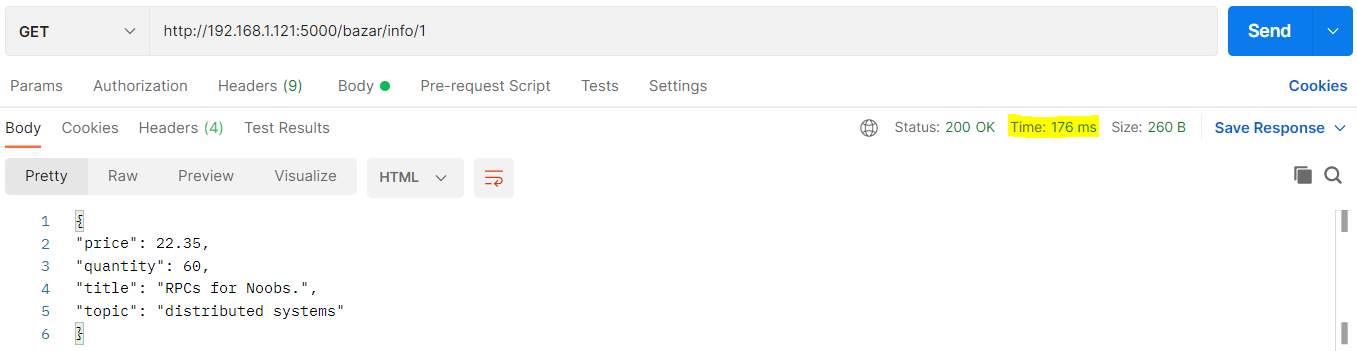 GET http://192.168.1.121:5000/bazar/info/1 Send
Params Authorization Headers (9) Body Pre-request Script Tests Settings Cookies
Body Cookies Headers (4) Test Results Status: 200 OK Time: 176 ms Size: 260 B Save Response
Pretty Raw Preview Visualize HTML
1 {
2 "price": 22.35,
3 "quantity": 60,
4 "title": "RPCs for Noobs.",
5 "topic": "distributed systems"
6 }